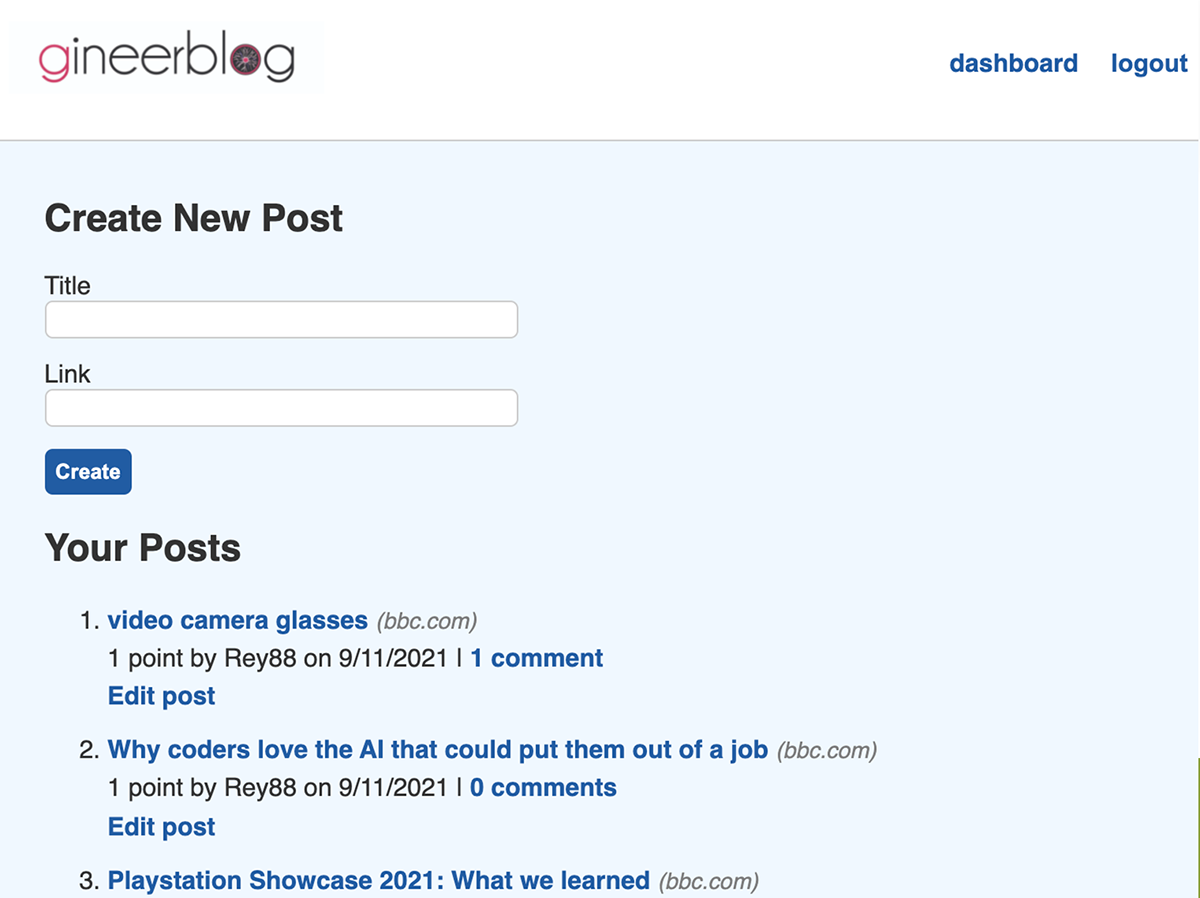 gineerblog
dashboard logout
Create New Post
Title
Link
Create
Your Posts
1. video camera glasses (bbc.com)
1 point by Rey88 on 9/11/2021 | 1 comment
Edit post
2. Why coders love the AI that could put them out of a job (bbc.com)
1 point by Rey88 on 9/11/2021 | 0 comments
Edit post
3. Playstation Showcase 2021: What we learned (bbc.com)